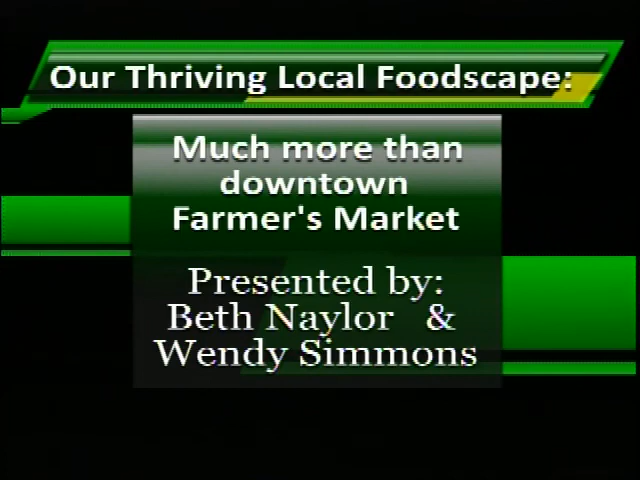 Our Thriving Local Foodscape:
Much more than
downtown
Farmer's Market
Presented by:
Beth Naylor &
Wendy Simmons